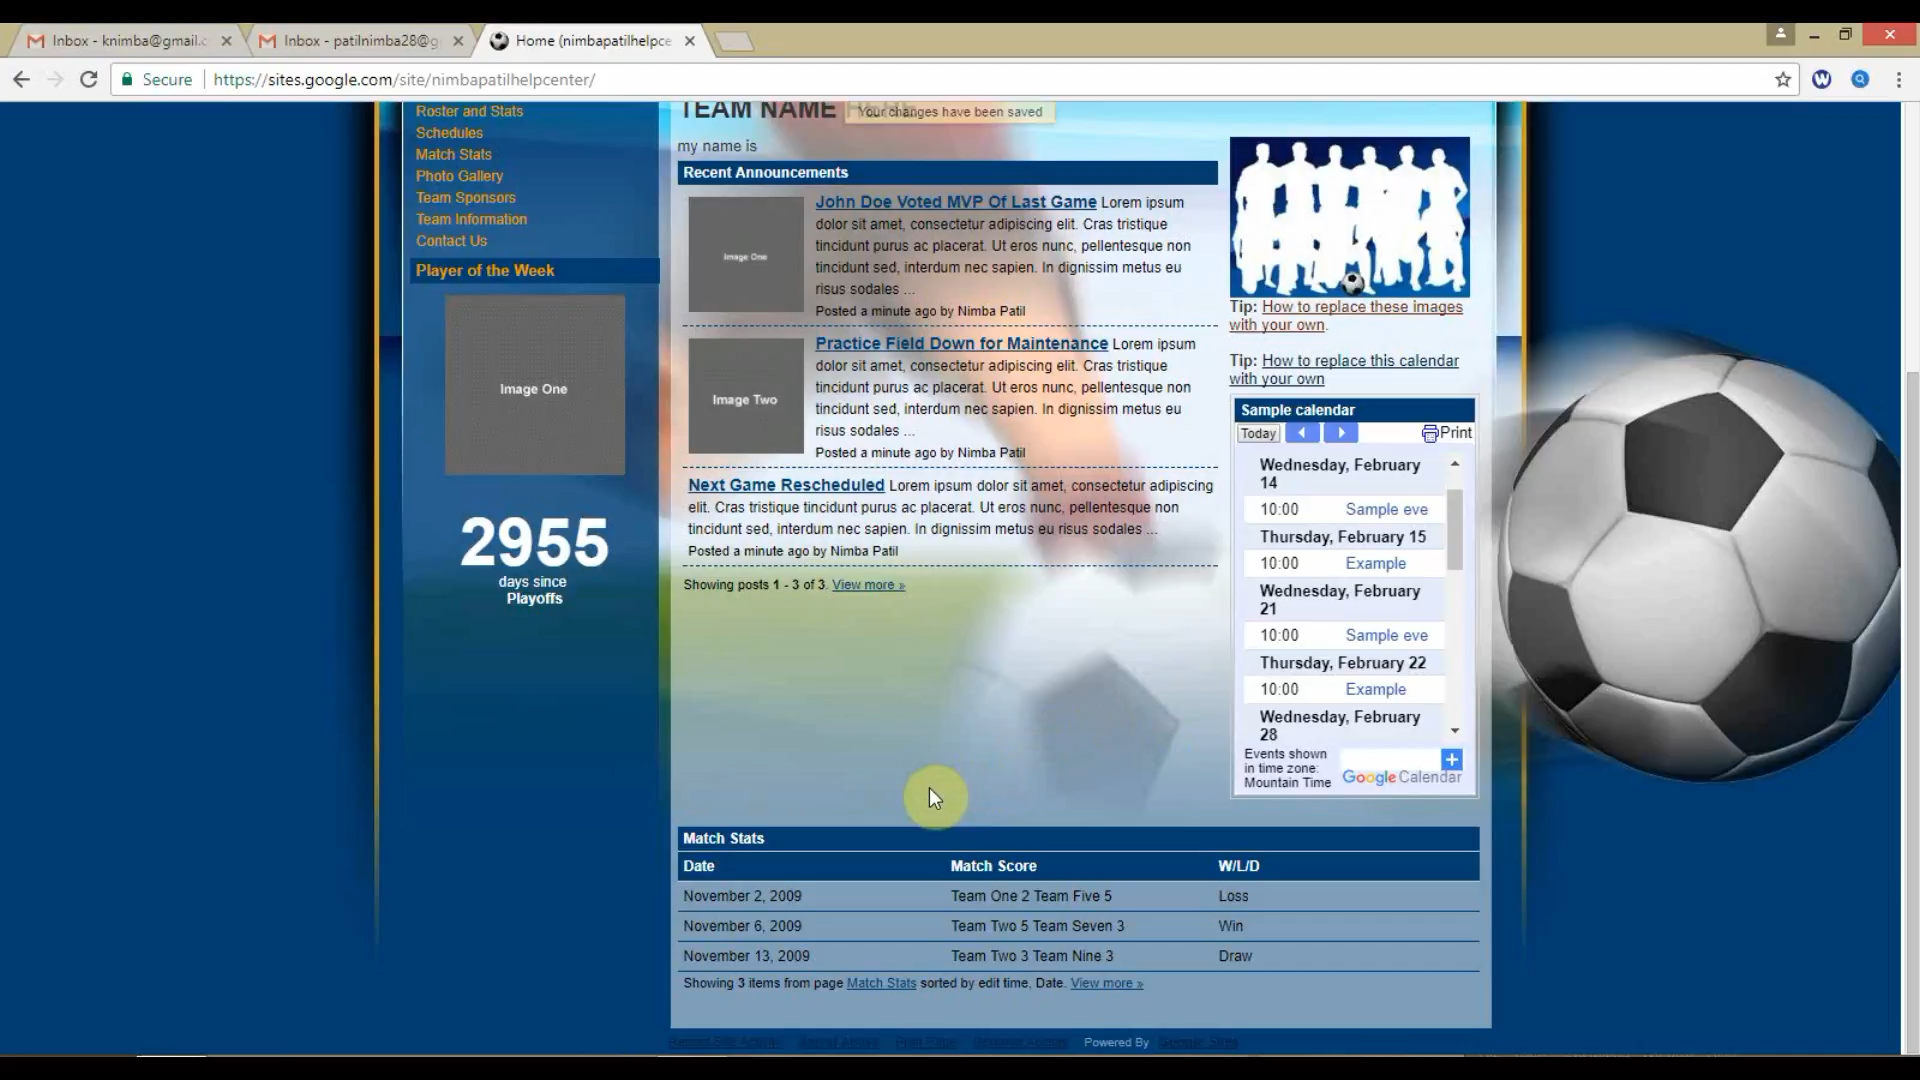 Inbox - knimba@gmail.c
Inbox - patilnimba28@g
Home (nimbapatilhelpce
Secure
https://sites.google.com/site/nimbapatilhelpcenter/
Roster and Stats
Schedules
Match Stats
Photo Gallery
Team Sponsors
Team Information
Contact Us
Player of the Week
Image One
2955
days since
Playoffs
TEAM NAME HERE
Your changes have been saved
my name is
Recent Announcements
Image One
John Doe Voted MVP Of Last Game Lorem ipsum
dolor sit amet, consectetur adipiscing elit. Cras tristique
tincidunt purus ac placerat. Ut eros nunc, pellentesque non
tincidunt sed, interdum nec sapien. In dignissim metus eu
risus sodales ...
Posted a minute ago by Nimba Patil
Image Two
Practice Field Down for Maintenance Lorem ipsum
dolor sit amet, consectetur adipiscing elit. Cras tristique
tincidunt purus ac placerat. Ut eros nunc, pellentesque non
tincidunt sed, interdum nec sapien. In dignissim metus eu
risus sodales ...
Posted a minute ago by Nimba Patil
Next Game Rescheduled Lorem ipsum dolor sit amet, consectetur adipiscing
elit. Cras tristique tincidunt purus ac placerat. Ut eros nunc, pellentesque non
tincidunt sed, interdum nec sapien. In dignissim metus eu risus sodales ...
Posted a minute ago by Nimba Patil
Showing posts 1 - 3 of 3. View more »
Tip: How to replace these images
with your own.
Tip: How to replace this calendar
with your own
Sample calendar
Today
Print
Wednesday, February
14
10:00 Sample eve
Thursday, February 15
10:00 Example
Wednesday, February
21
10:00 Sample eve
Thursday, February 22
10:00 Example
Wednesday, February
28
Events shown
in time zone:
Mountain Time
Google Calendar
Match Stats
Date Match Score W/L/D
November 2, 2009 Team One 2 Team Five 5 Loss
November 6, 2009 Team Two 5 Team Seven 3 Win
November 13, 2009 Team Two 3 Team Nine 3 Draw
Showing 3 items from page Match Stats sorted by edit time, Date. View more »
Powered By